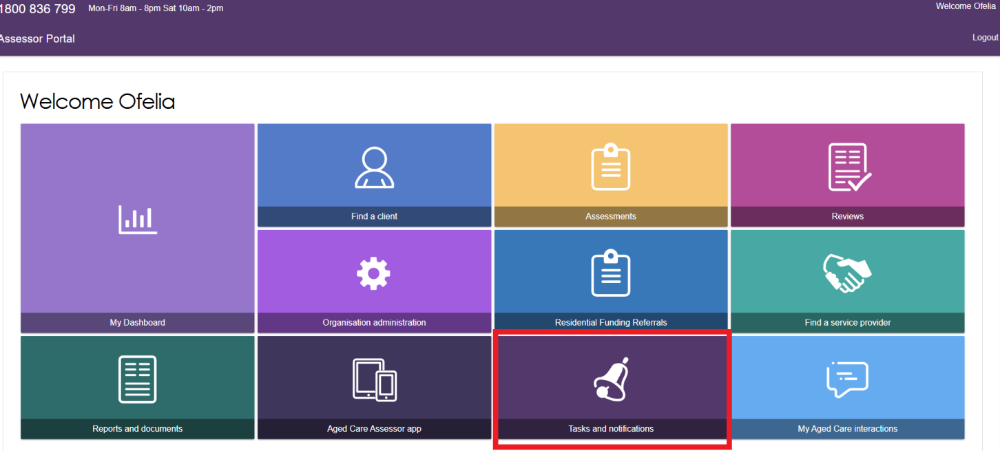 1800 836 799 Mon-Fri 8am - 8pm Sat 10am - 2pm Welcome Ofelia
Assessor Portal Logout
Welcome Ofelia
Find a client Assessments Reviews
My Dashboard Organisation administration Residential Funding Referrals Find a service provider
Reports and documents Aged Care Assessor app Tasks and notifications My Aged Care interactions